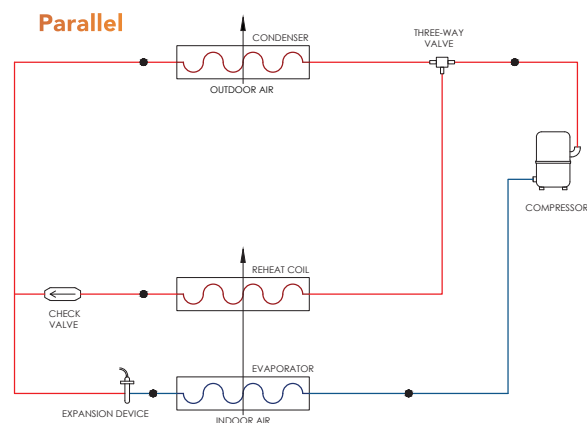 Parallel
CONDENSER
THREE-WAY
VALVE
OUTDOOR AIR
COMPRESSOR
REHEAT COIL
CHECK
VALVE
EVAPORATOR
EXPANSION DEVICE
INDOOR AIR